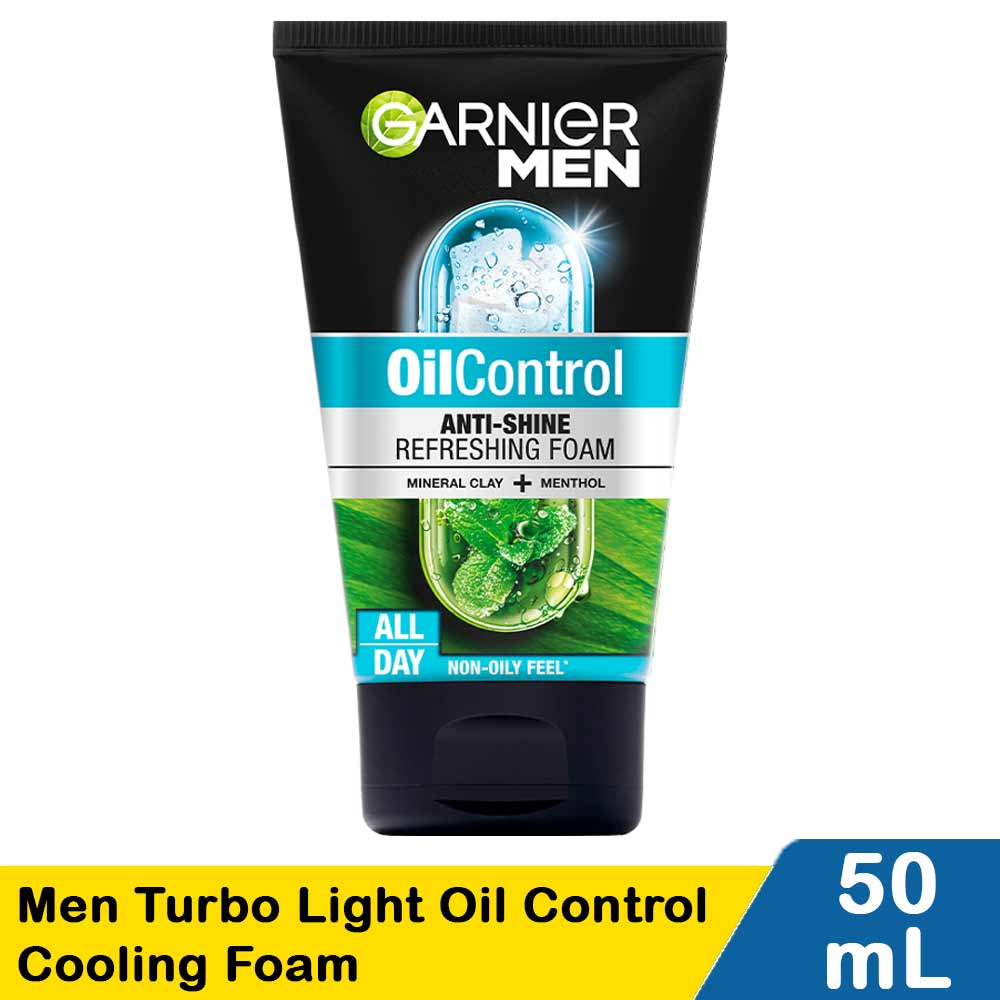 GARNIER
MEN
OilControl
ANTI-SHINE
REFRESHING FOAM
MINERAL CLAY + MENTHOL
ALL
DAY NON-OILY FEEL*
Men Turbo Light Oil Control
Cooling Foam
50
mL